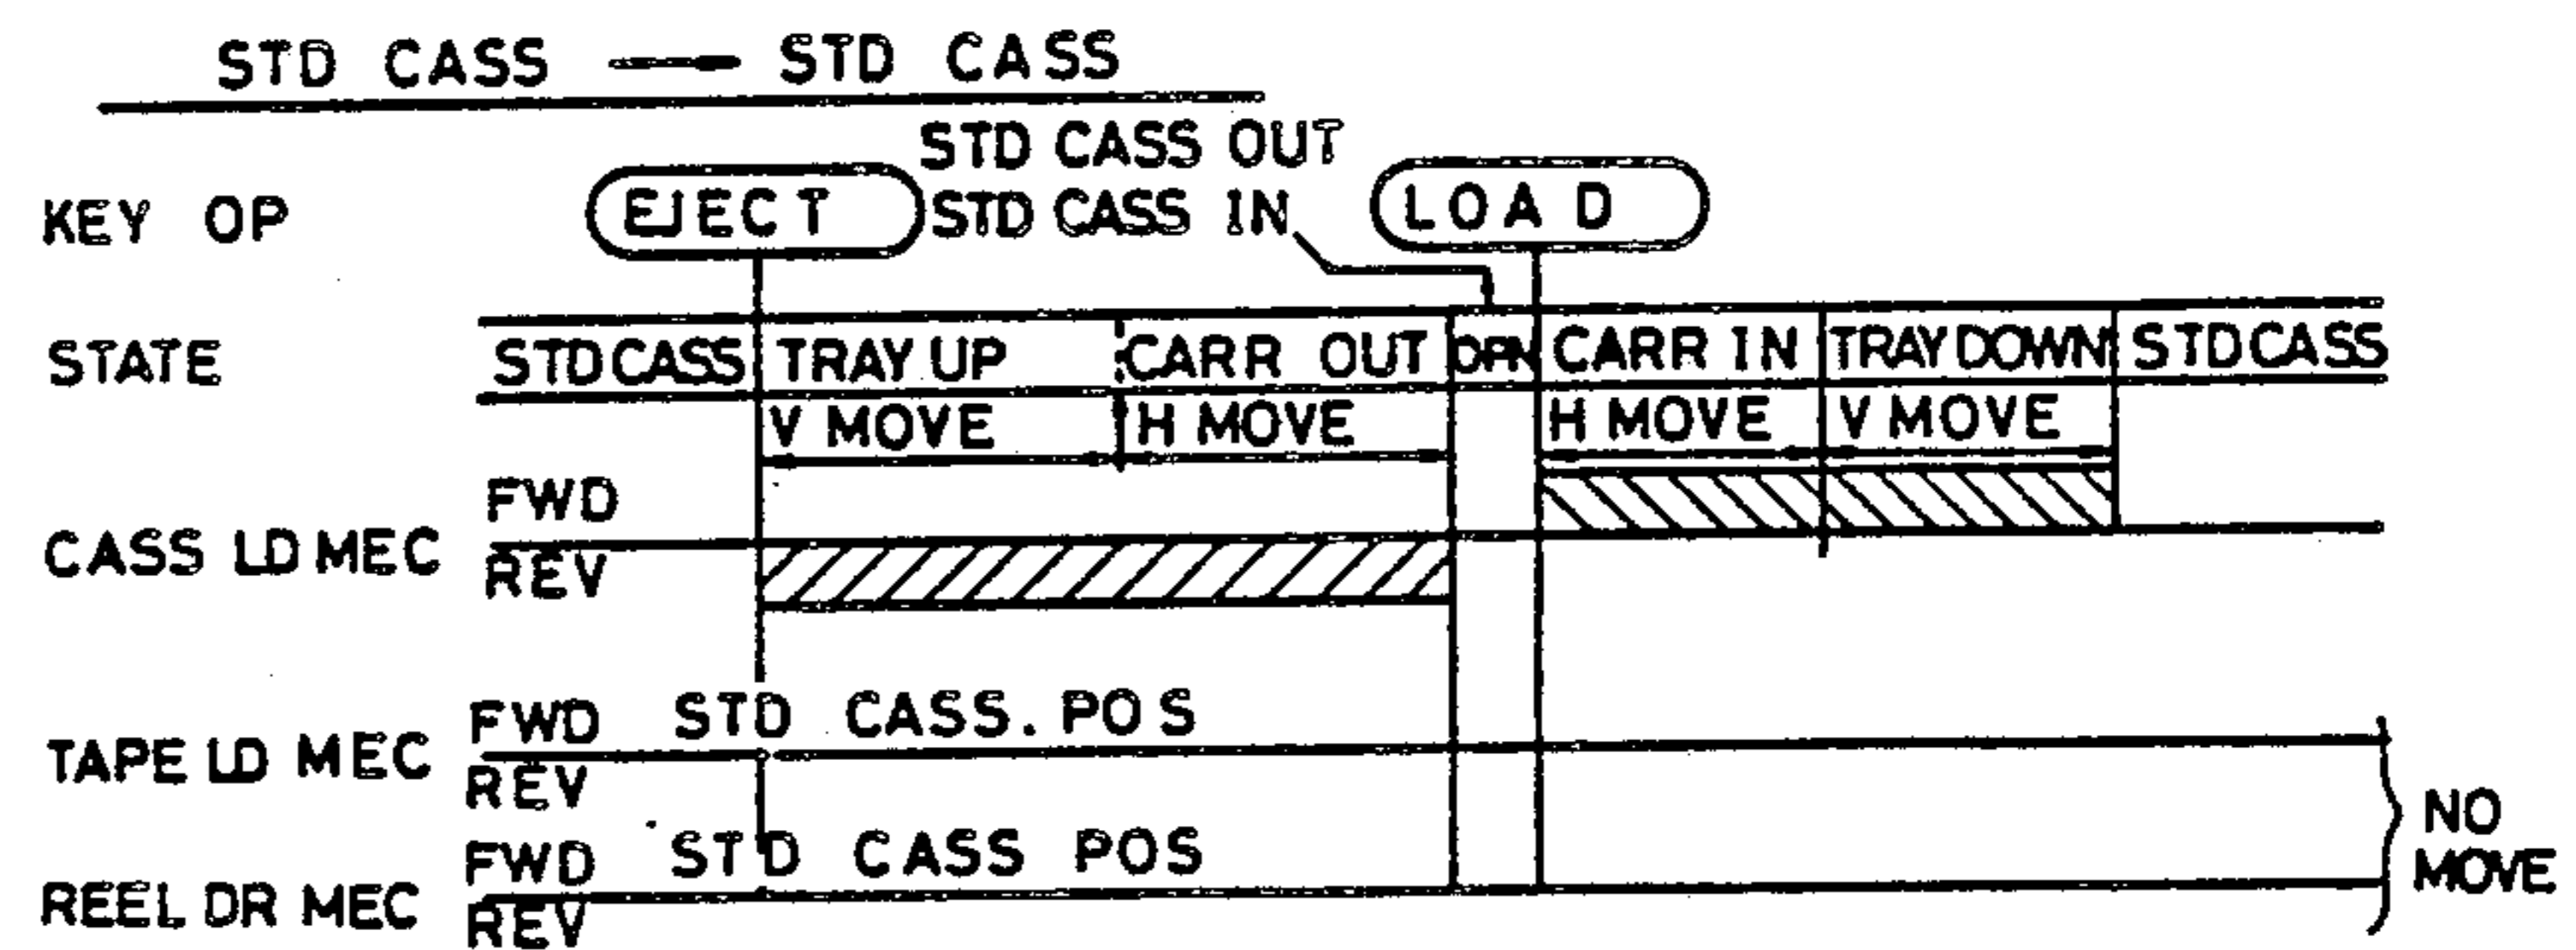 STD CASS → STD CASS
STD CASS OUT
KEY OP EJECT STD CASS IN LOAD
STATE STD CASS TRAY UP CARR OUT OPN CARR IN TRAY DOWN STD CASS
V MOVE H MOVE H MOVE V MOVE
FWD
CASS LD MEC
REV
FWD STD CASS. POS
TAPE LD MEC
REV
FWD STD CASS POS
REEL DR MEC
REV
NO
MOVE